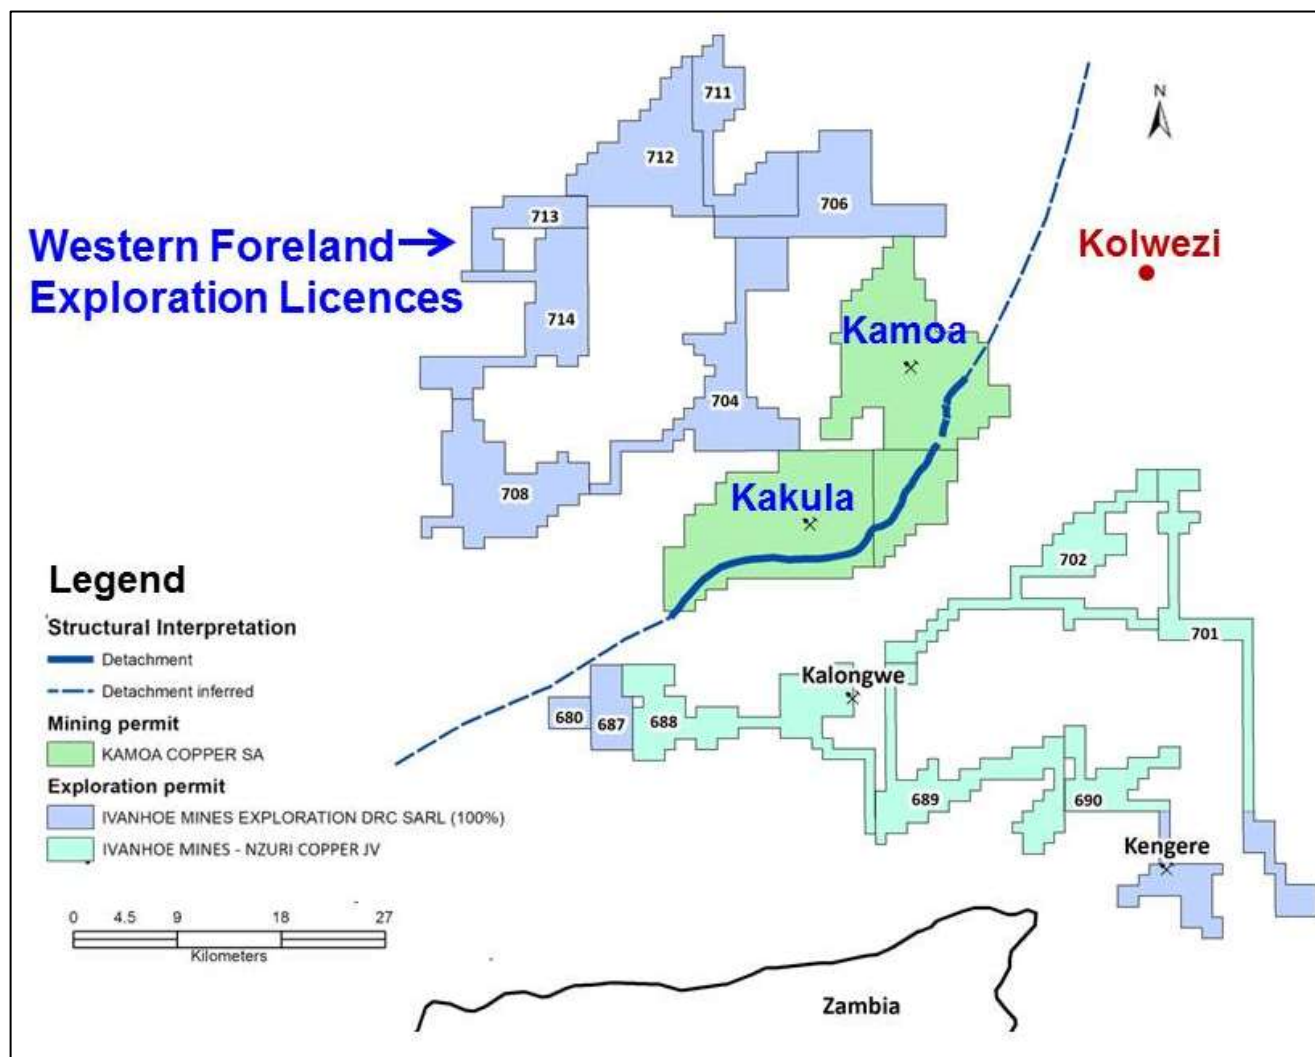 711
712
706
713
714
704
708
N
Western Foreland
Exploration Licences
Kolwezi
Kamoa
Kakula
702
701
Kalongwe
680
687
688
689
690
Kengere
Zambia
Legend
Structural Interpretation
Detachment
Detachment inferred
Mining permit
KAMOA COPPER SA
Exploration permit
IVANHOE MINES EXPLORATION DRC SARL (100%)
IVANHOE MINES - NZURI COPPER JV
0 4.5 9 18 27
Kilometers